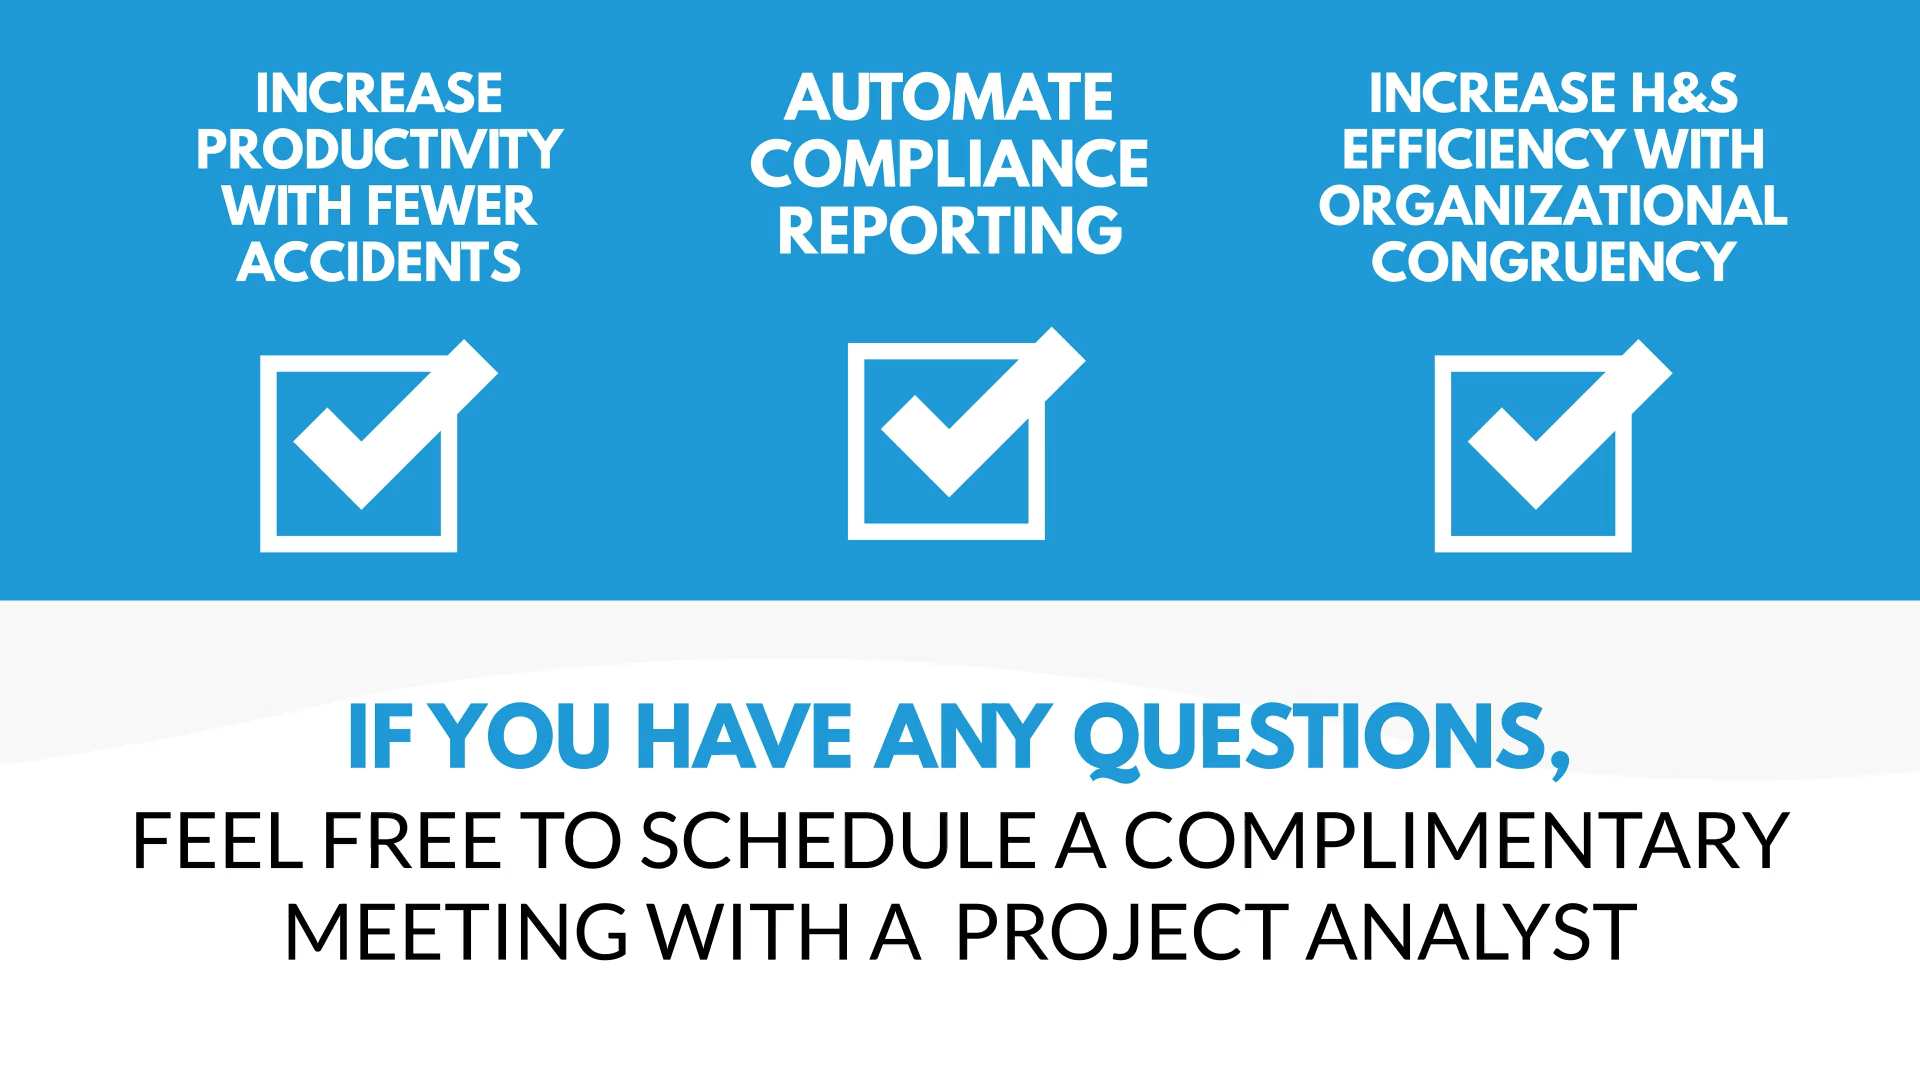 INCREASE
PRODUCTIVITY
WITH FEWER
ACCIDENTS
AUTOMATE
COMPLIANCE
REPORTING
INCREASE H&S
EFFICIENCY WITH
ORGANIZATIONAL
CONGRUENCY
IF YOU HAVE ANY QUESTIONS,
FEEL FREE TO SCHEDULE A COMPLIMENTARY
MEETING WITH A PROJECT ANALYST